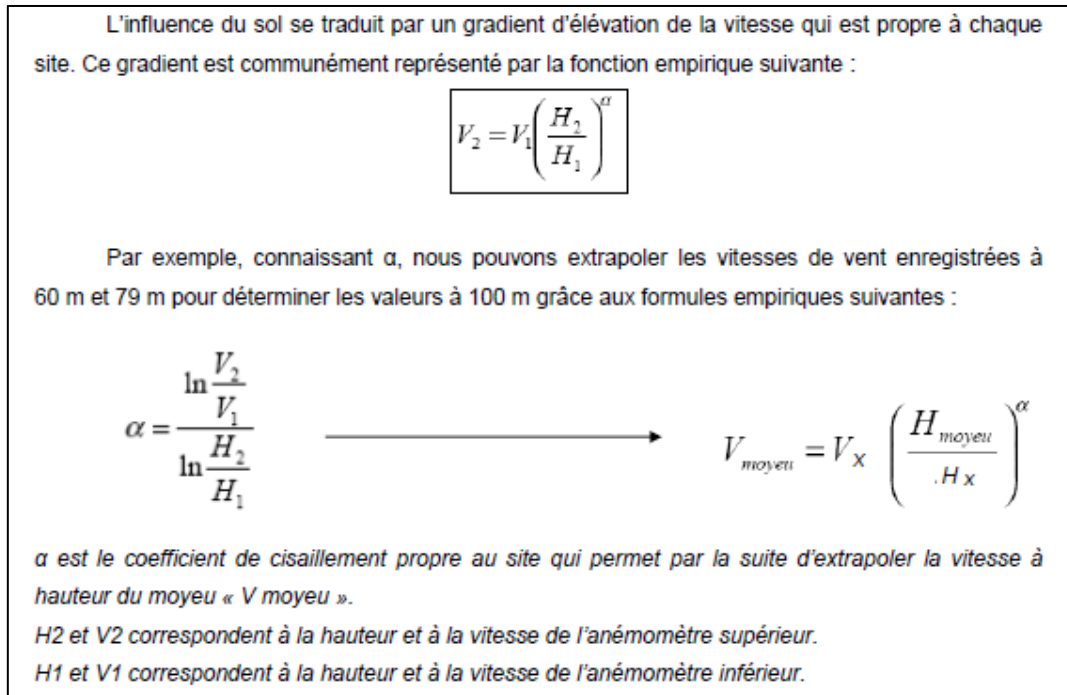 L'influence du sol se traduit par un gradient d'élévation de la vitesse qui est propre à chaque
site. Ce gradient est communément représenté par la fonction empirique suivante :
V₂ = V₁(H₂/H₁)^α
Par exemple, connaissant α, nous pouvons extrapoler les vitesses de vent enregistrées à
60 m et 79 m pour déterminer les valeurs à 100 m grâce aux formules empiriques suivantes :
α = (ln V₂/V₁)/(ln H₂/H₁) → V_moyeu = V_X (H_moyeu/.H x)^α
α est le coefficient de cisaillement propre au site qui permet par la suite d'extrapoler la vitesse à
hauteur du moyeu « V moyeu ».
H2 et V2 correspondent à la hauteur et à la vitesse de l'anémomètre supérieur.
H1 et V1 correspondent à la hauteur et à la vitesse de l'anémomètre inférieur.